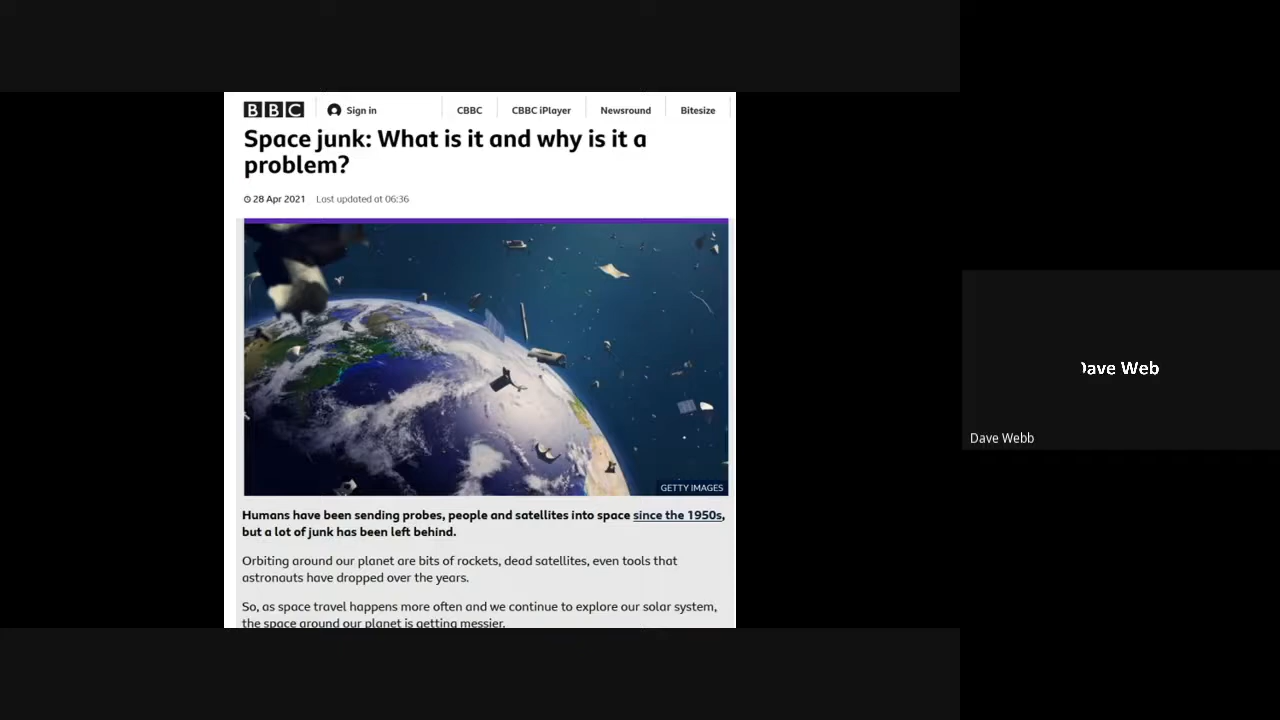 BBC Sign in CBBC CBBC iPlayer Newsround Bitesize
Space junk: What is it and why is it a
problem?
28 Apr 2021 Last updated at 06:36
GETTY IMAGES
Humans have been sending probes, people and satellites into space since the 1950s,
but a lot of junk has been left behind.
Orbiting around our planet are bits of rockets, dead satellites, even tools that
astronauts have dropped over the years.
So, as space travel happens more often and we continue to explore our solar system,
the space around our planet is getting messier.
Dave Web
Dave Webb